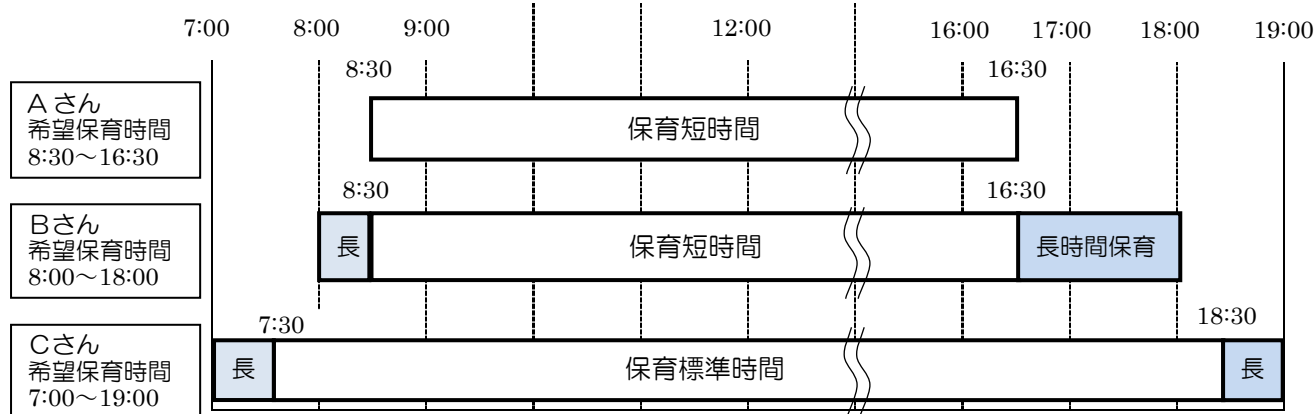 7:00 8:00 9:00 12:00 16:00 17:00 18:00 19:00
8:30 16:30
Aさん
希望保育時間
8:30～16:30
保育短時間
8:30 16:30
Bさん
希望保育時間
8:00～18:00
長 保育短時間 長時間保育
7:30 18:30
Cさん
希望保育時間
7:00～19:00
長 保育標準時間 長